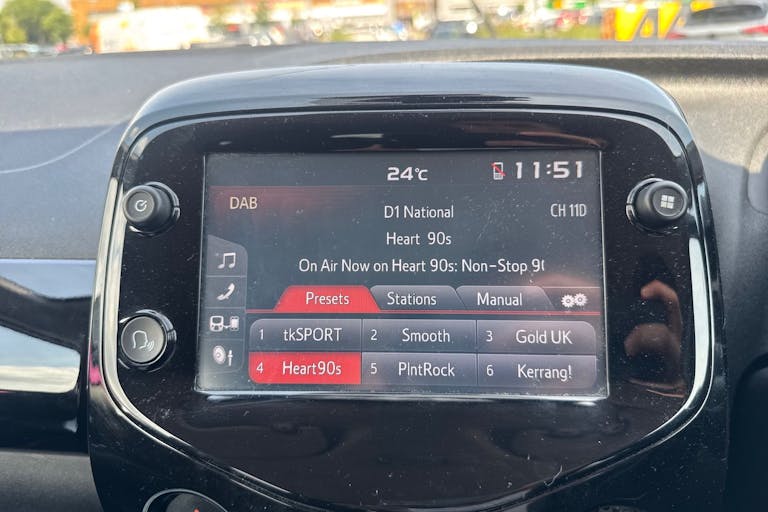 24°C 11:51
DAB D1 National CH 11D
Heart 90s
On Air Now on Heart 90s: Non-Stop 90
Presets Stations Manual
1 tkSPORT 2 Smooth 3 Gold UK
4 Heart90s 5 PlntRock 6 Kerrang!